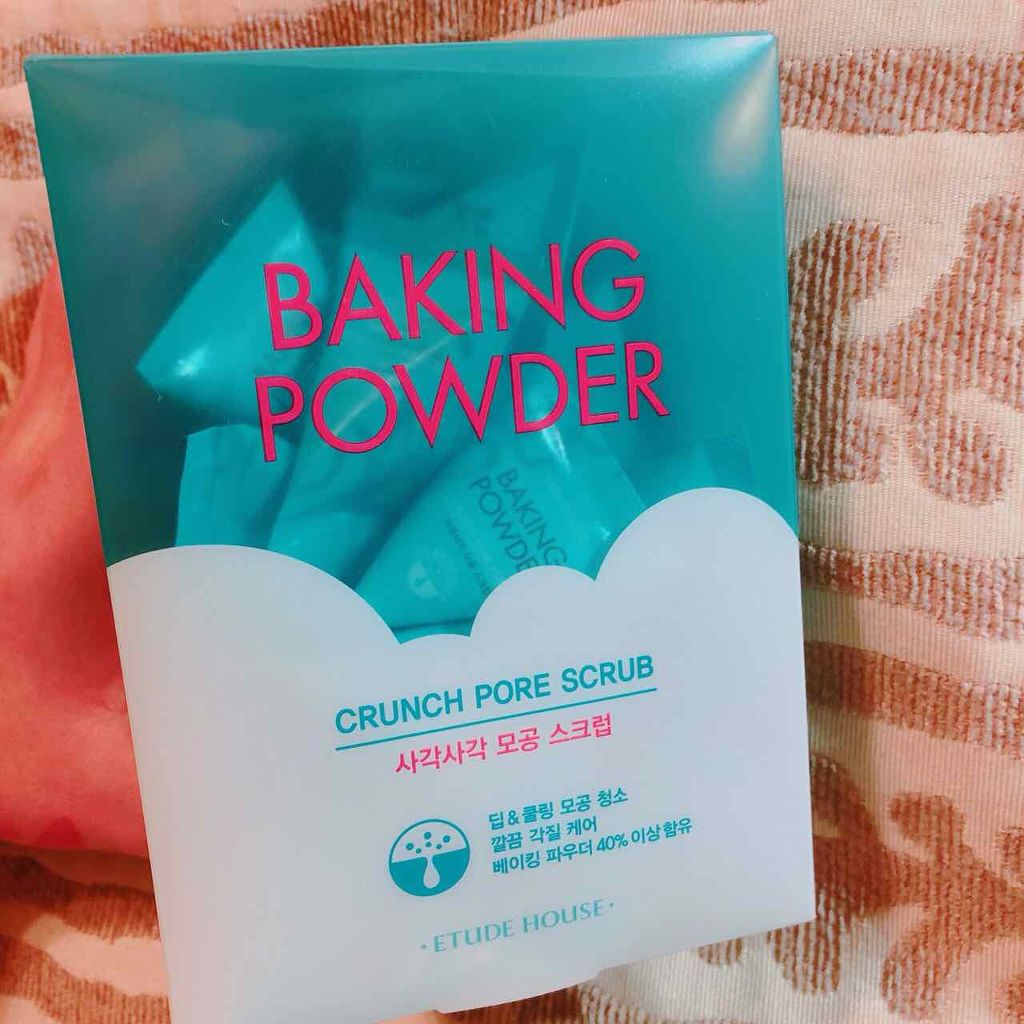 BAKING
POWDER
BAKING
POWDE
CRUNCH PORE SCRUB
사각사각 모공 스크럽
딥&쿨링 모공 청소
깔끔 각질 케어
베이킹 파우더 40% 이상 함유
·ETUDE HOUSE·